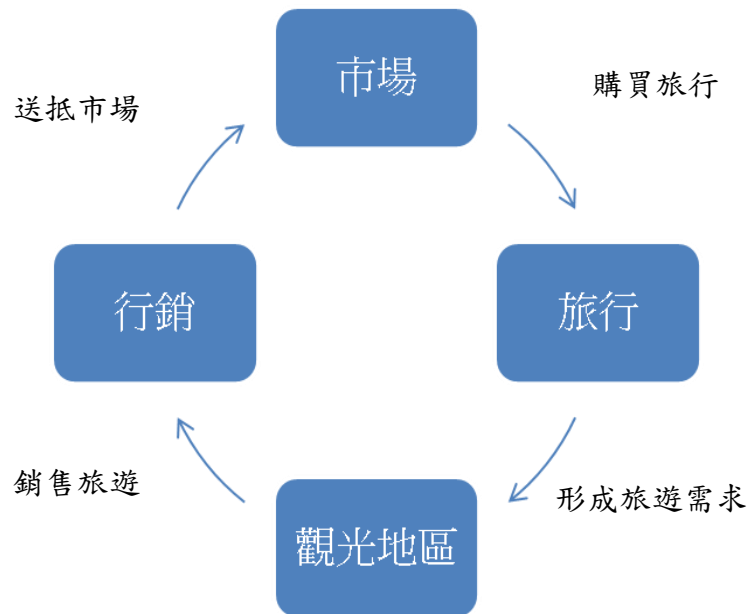 市場
購買旅行
送抵市場
行銷
旅行
銷售旅遊
形成旅遊需求
觀光地區